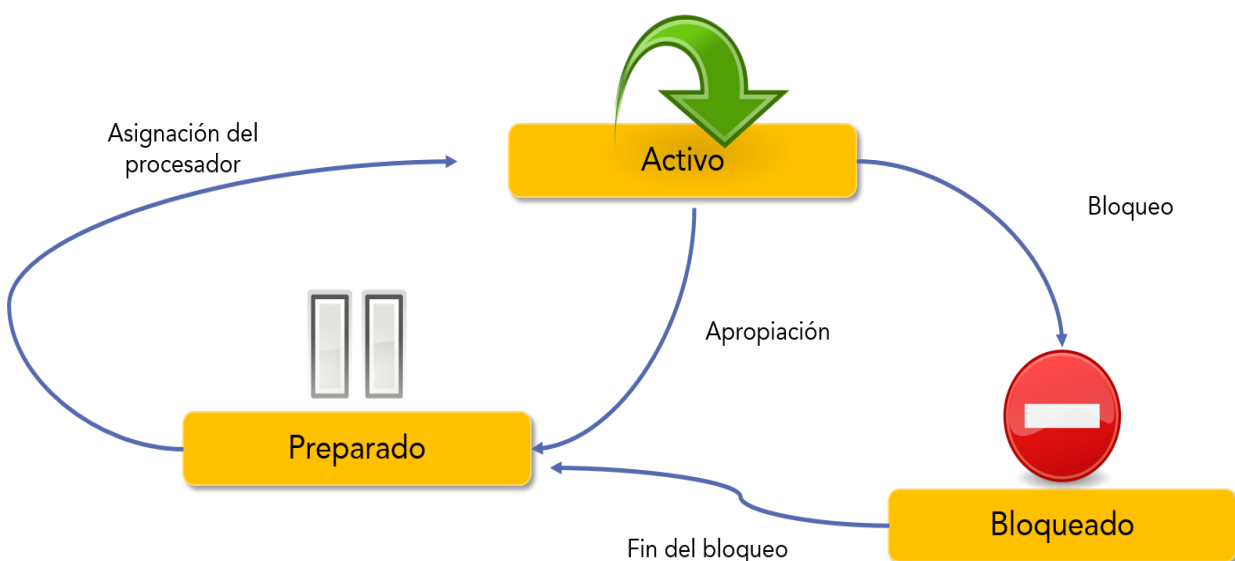 Asignación del
procesador
Activo
Bloqueo
Apropiación
Preparado
Bloqueado
Fin del bloqueo